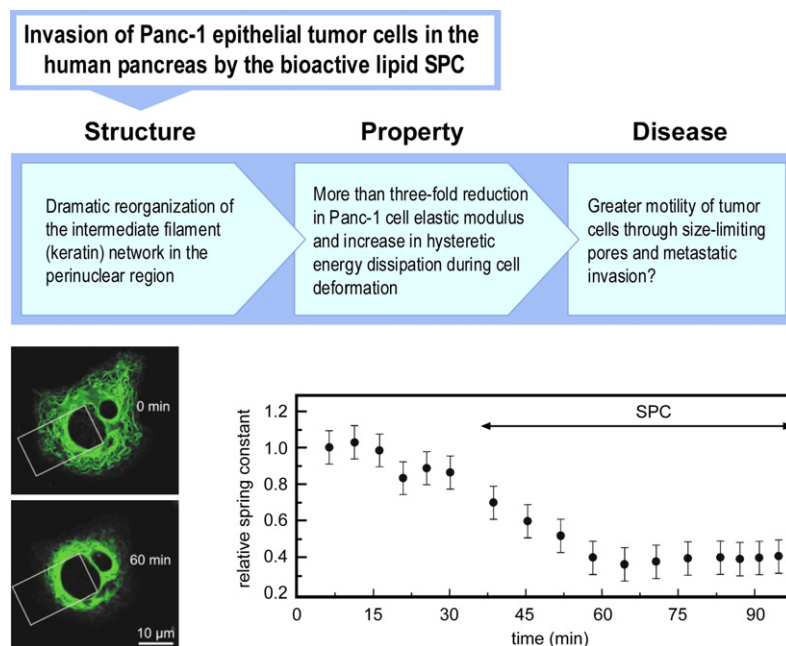 Invasion of Panc-1 epithelial tumor cells in the
human pancreas by the bioactive lipid SPC
Structure
Property
Disease
Dramatic reorganization of
the intermediate filament
(keratin) network in the
perinuclear region
More than three-fold reduction
in Panc-1 cell elastic modulus
and increase in hysteretic
energy dissipation during cell
deformation
Greater motility of tumor
cells through size-limiting
pores and metastatic
invasion?
0 min
60 min
10 µm
relative spring constant
1.2
1.0
0.8
0.6
0.4
0.2
SPC
0
15
30
45
60
75
90
time (min)